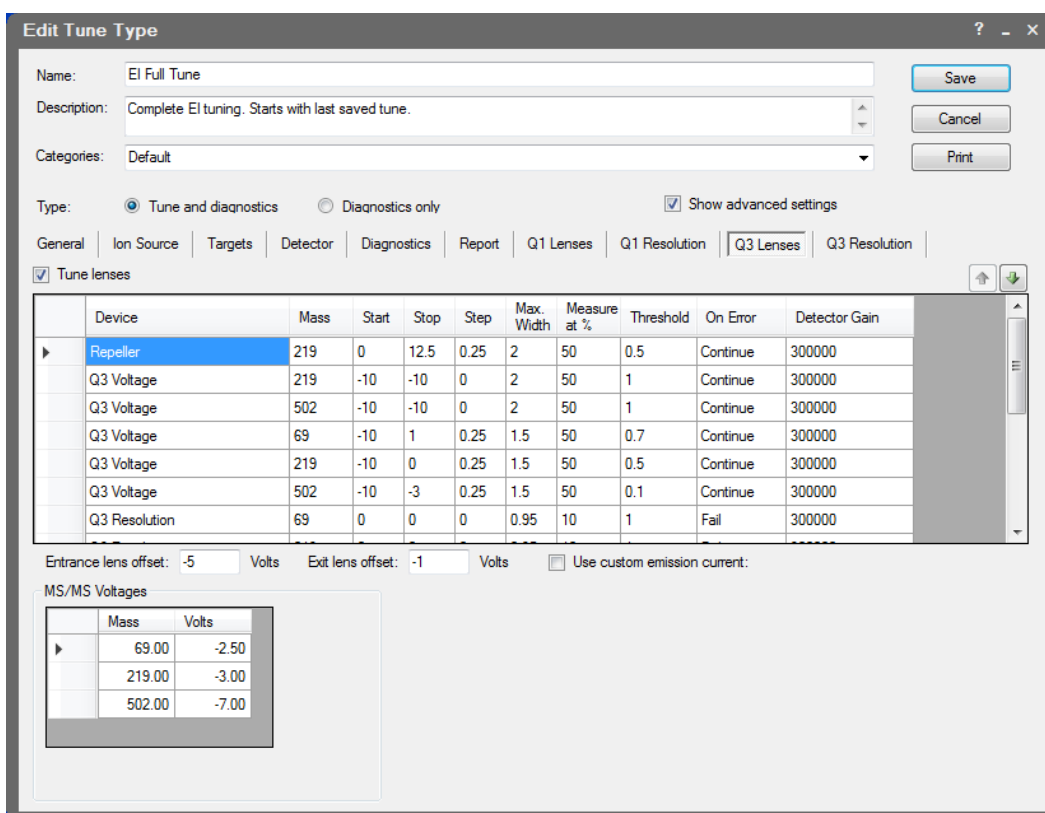 Edit Tune Type ? _ x
Name: EI Full Tune Save
Description: Complete EI tuning. Starts with last saved tune. Cancel
Categories: Default Print
Type: Tune and diagnostics Diagnostics only Show advanced settings
General Ion Source Targets Detector Diagnostics Report Q1 Lenses Q1 Resolution Q3 Lenses Q3 Resolution
Tune lenses
Device Mass Start Stop Step Max. Width Measure at % Threshold On Error Detector Gain
Repeller 219 0 12.5 0.25 2 50 0.5 Continue 300000
Q3 Voltage 219 -10 -10 0 2 50 1 Continue 300000
Q3 Voltage 502 -10 -10 0 2 50 1 Continue 300000
Q3 Voltage 69 -10 1 0.25 1.5 50 0.7 Continue 300000
Q3 Voltage 219 -10 0 0.25 1.5 50 0.5 Continue 300000
Q3 Voltage 502 -10 -3 0.25 1.5 50 0.1 Continue 300000
Q3 Resolution 69 0 0 0 0.95 10 1 Fail 300000
Entrance lens offset: -5 Volts Exit lens offset: -1 Volts Use custom emission current:
MS/MS Voltages
Mass Volts
69.00 -2.50
219.00 -3.00
502.00 -7.00